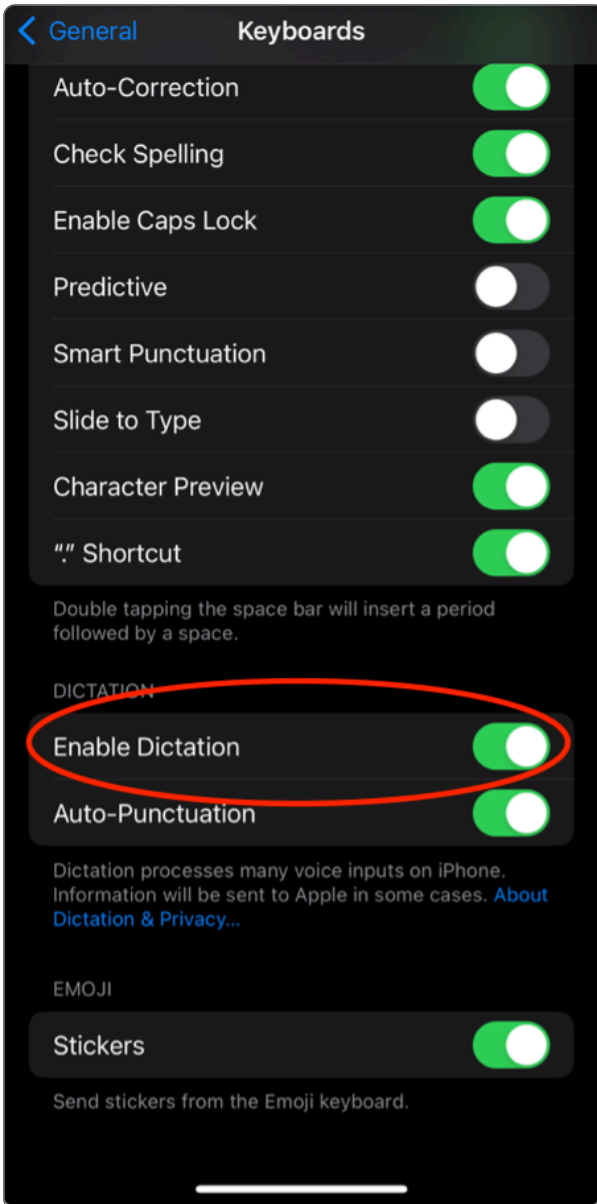 General
Keyboards
Auto-Correction
Check Spelling
Enable Caps Lock
Predictive
Smart Punctuation
Slide to Type
Character Preview
“.” Shortcut
Double tapping the space bar will insert a period
followed by a space.
DICTATION
Enable Dictation
Auto-Punctuation
Dictation processes many voice inputs on iPhone.
Information will be sent to Apple in some cases. About
Dictation & Privacy...
EMOJI
Stickers
Send stickers from the Emoji keyboard.